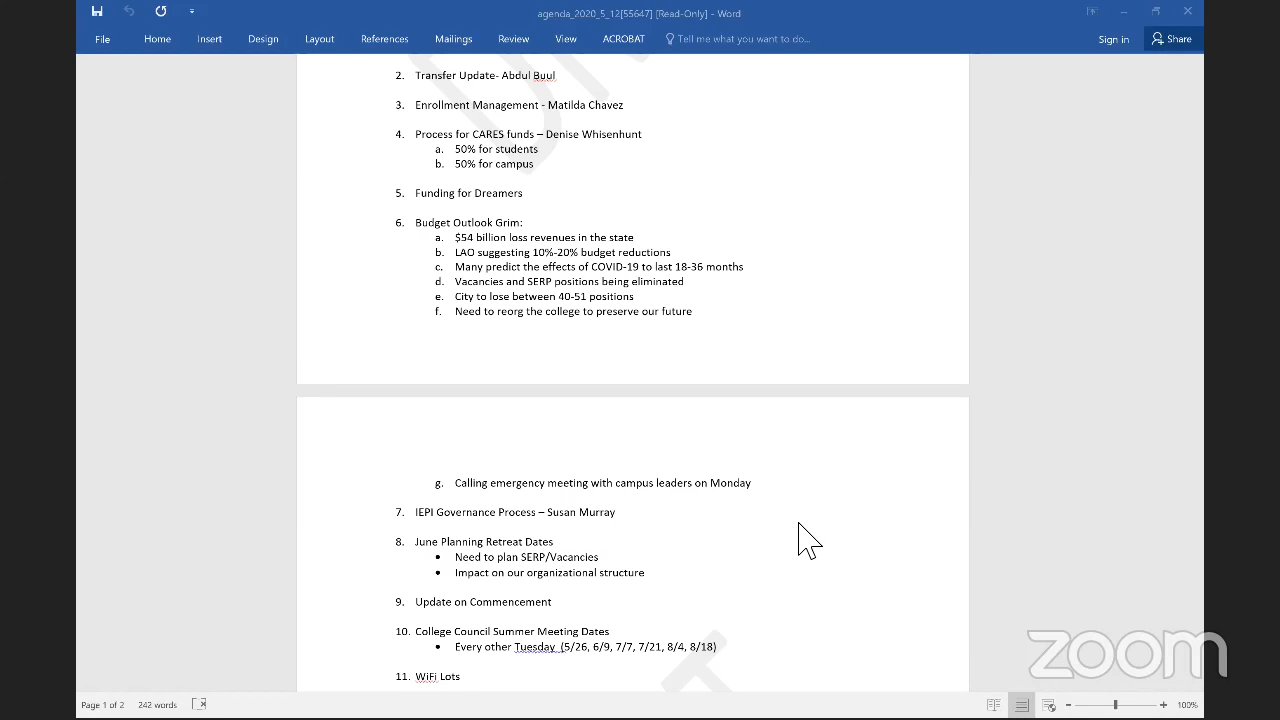 agenda_2020_5_12[55647] [Read-Only] - Word
File Home Insert Design Layout References Mailings Review View ACROBAT Tell me what you want to do... Sign in Share
2. Transfer Update- Abdul Buul
3. Enrollment Management - Matilda Chavez
4. Process for CARES funds – Denise Whisenhunt
a. 50% for students
b. 50% for campus
5. Funding for Dreamers
6. Budget Outlook Grim:
a. $54 billion loss revenues in the state
b. LAO suggesting 10%-20% budget reductions
c. Many predict the effects of COVID-19 to last 18-36 months
d. Vacancies and SERP positions being eliminated
e. City to lose between 40-51 positions
f. Need to reorg the college to preserve our future
g. Calling emergency meeting with campus leaders on Monday
7. IEPI Governance Process – Susan Murray
8. June Planning Retreat Dates
• Need to plan SERP/Vacancies
• Impact on our organizational structure
9. Update on Commencement
10. College Council Summer Meeting Dates
• Every other Tuesday (5/26, 6/9, 7/7, 7/21, 8/4, 8/18)
11. WiFi Lots
zoom
Page 1 of 2 242 words 100%